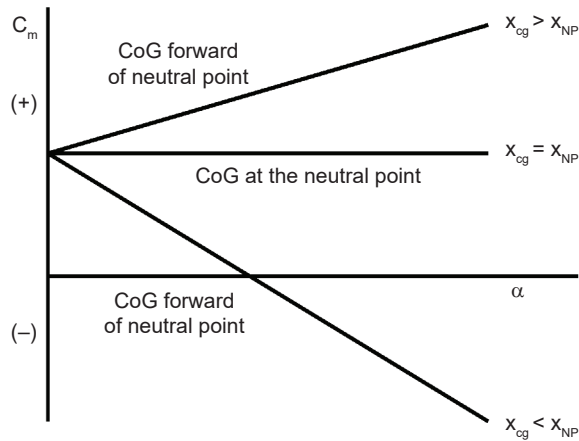 C_m
x_cg > x_NP
CoG forward
of neutral point
(+)
x_cg = x_NP
CoG at the neutral point
α
CoG forward
of neutral point
(–)
x_cg < x_NP